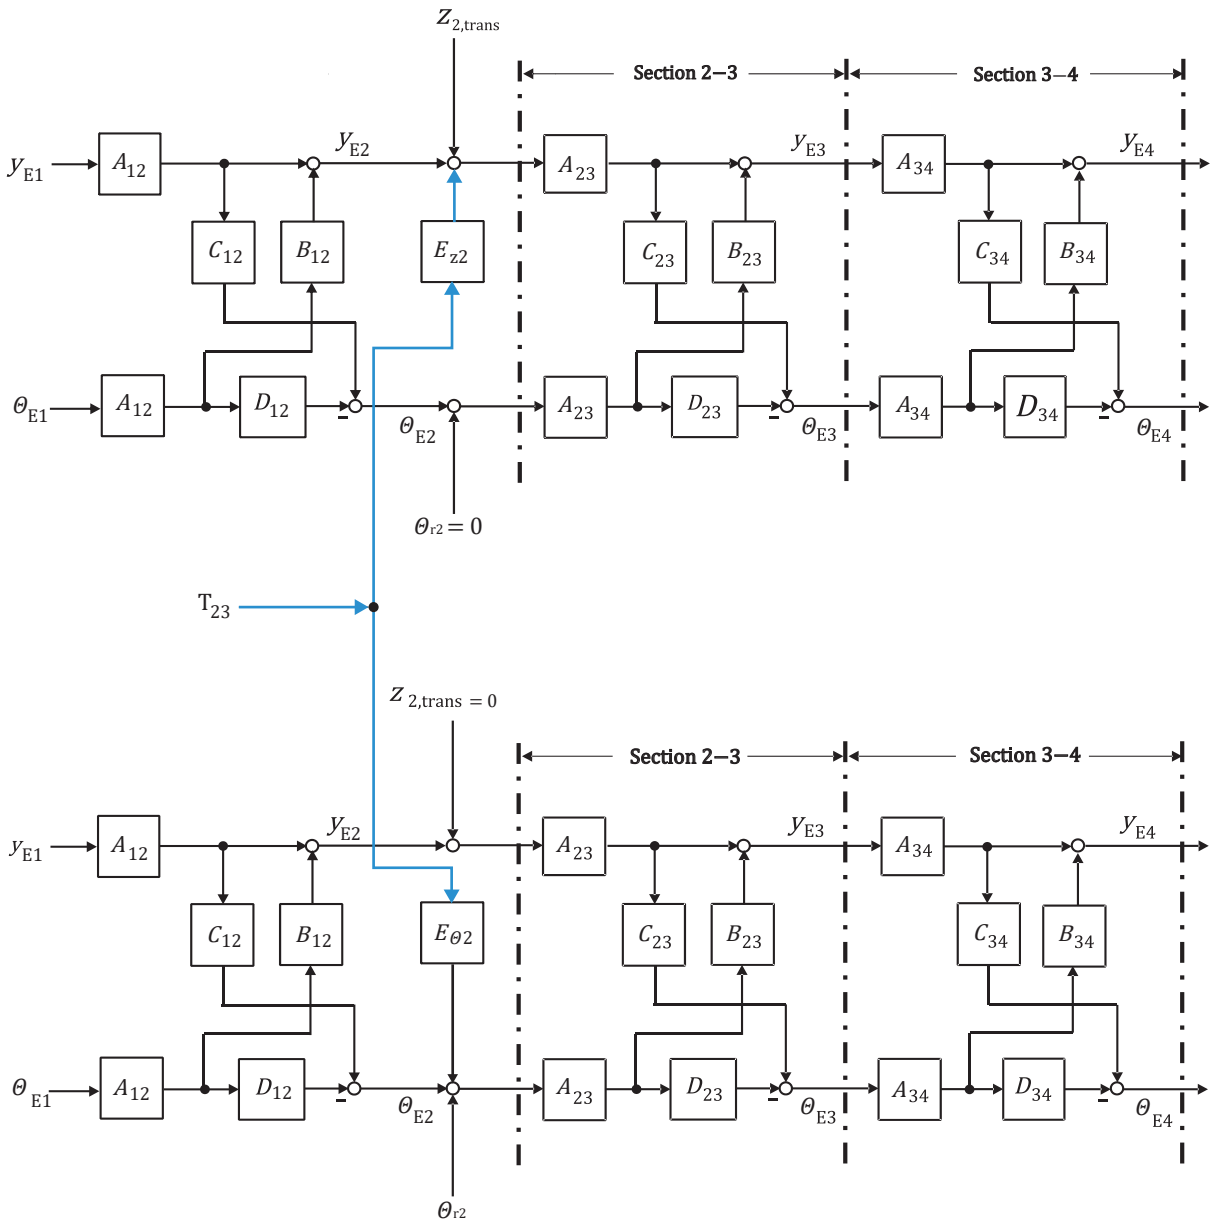 z2,trans
Section 2–3
Section 3–4
yE1
A12
yE2
A23
yE3
A34
yE4
C12
B12
Ez2
C23
B23
C34
B34
ΘE1
A12
D12
-
ΘE2
A23
D23
-
ΘE3
A34
D34
-
ΘE4
Θr2 = 0
T23
z 2,trans = 0
Section 2–3
Section 3–4
yE1
A12
yE2
A23
yE3
A34
yE4
C12
B12
EΘ2
C23
B23
C34
B34
ΘE1
A12
D12
-
ΘE2
A23
D23
-
ΘE3
A34
D34
-
ΘE4
Θr2